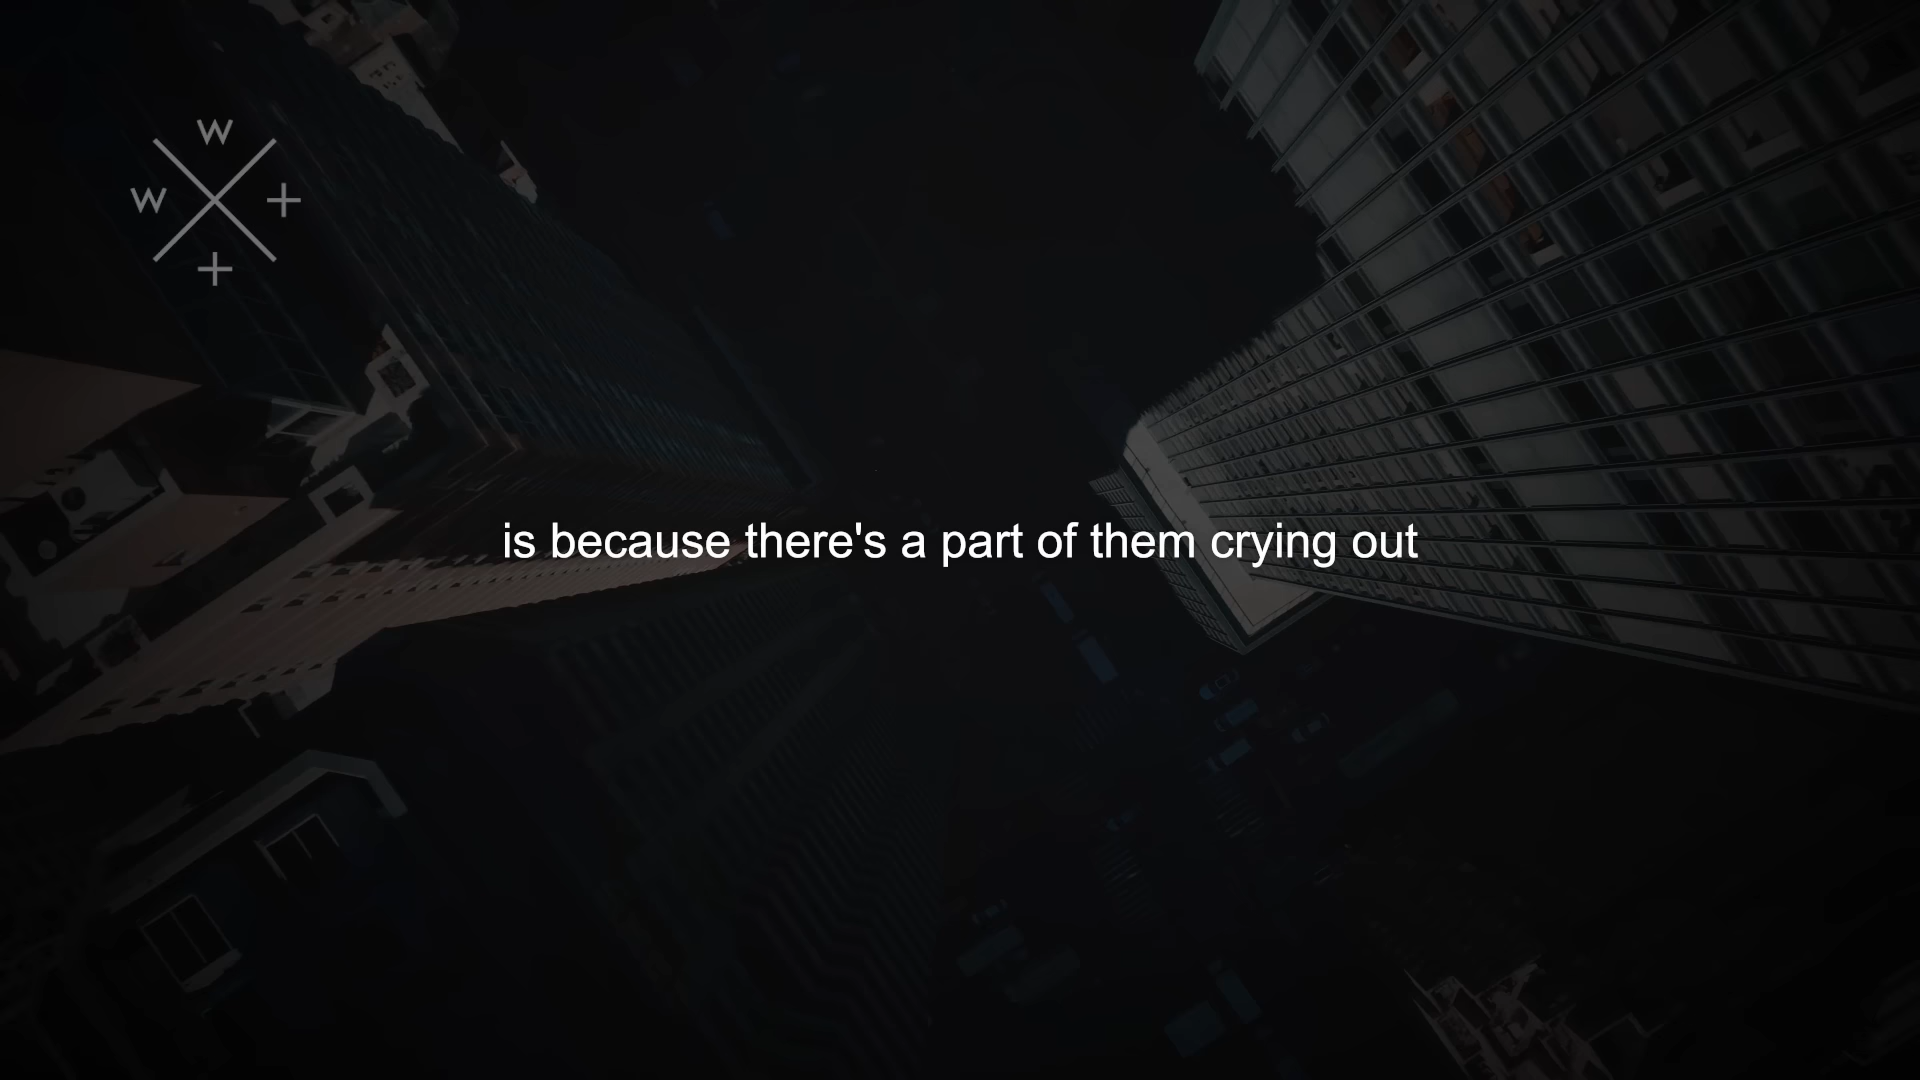 W
W +
+
is because there's a part of them crying out